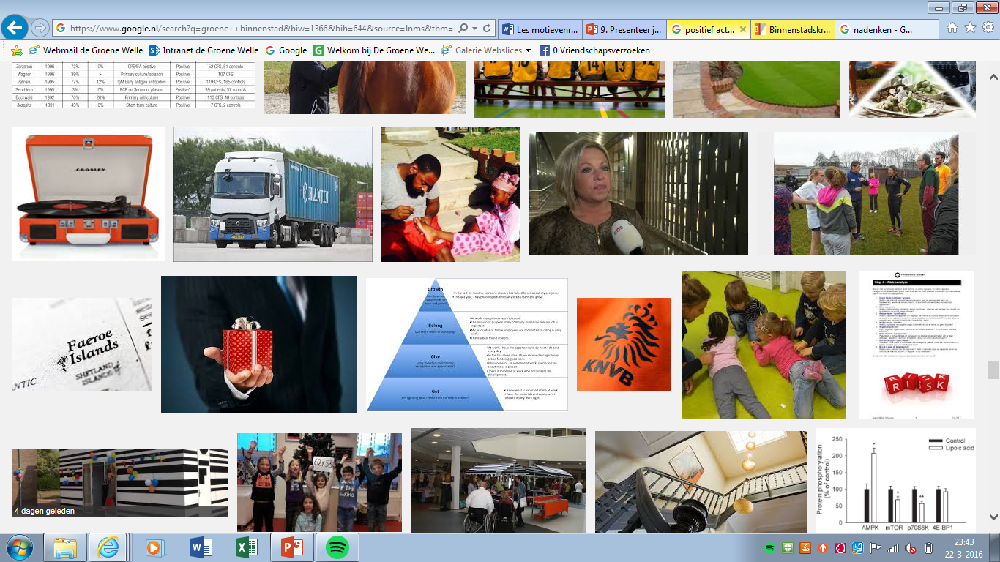 https://www.google.nl/search?q=groene++binnenstad&biw=1366&bih=644&source=lnms&tbm=
Les motievenr...
9. Presenteer j...
positief act...
Binnenstadskr...
nadenken - G...
Webmail de Groene Welle
Intranet de Groene Welle
Google
Welkom bij De Groene We...
Galerie Webslices
0 Vriendschapsverzoeken
Zorzenon 1996 73% 0% CPE/IFA positive Positive 52 CFS, 51 controls
Wagner 1996 39% - Primary culture/isolation Positive 107 CFS
Patnaik 1995 77% 12% IgM Early antigen antibodies Positive 119 CFS, 165 controls
Secchiero 1995 3% 0% PCR on Serum or plasma Positive* 39 patients, 37 controls
Buchwald 1992 70% 20% Primary cell culture Positive 113 CFS, 40 controls
Josephs 1991 43% 0% Short term culture Positive 7 CFS, 2 controls
14 13 12
CROSLEY
NOS
Faeroe
Islands
SHETLAND
ISLANDS
NTIC
Growth
In the last six months, someone at work has talked to me about my progress.
This last year, I have had opportunities at work to learn and grow.
Belong
Do I feel a sense of belonging?
At work, my opinions seem to count.
The mission or purpose of my company makes me feel my job is
important.
My associates or fellow employees are committed to doing quality
work.
I have a best friend at work.
Give
Is my individual contribution
recognized and appreciated?
At work, I have the opportunity to do what I do best
every day.
In the last seven days, I have received recognition or
praise for doing good work.
My supervisor, or someone at work, seems to care
about me as a person.
There is someone at work who encourages my
development.
Get
Am I getting what I need from the Health System?
I know what is expected of me at work.
I have the materials and equipment I
need to do my work right.
KNVB
RISK
4 dagen geleden
62753
IN THE
MAKING
Protein phosphorylation
(% of control)
250
200
150
100
50
0
Control
Lipoic acid
*
*
**
AMPK mTOR p70S6K 4E-BP1
23:43
22-3-2016